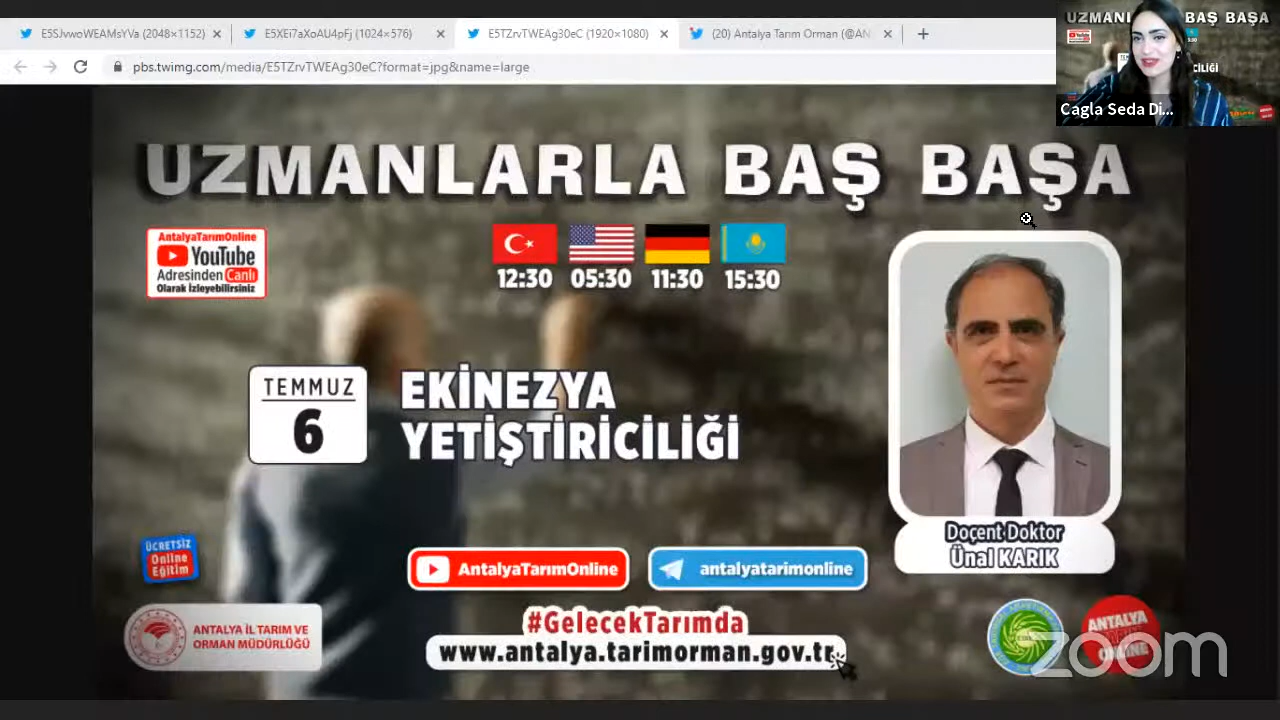 E5SJvwoWEAMsYVa (2048×1152)
E5XEi7aXoAU4pFj (1024×576)
E5TZrvTWEAg30eC (1920×1080)
(20) Antalya Tarım Orman (@AN
pbs.twimg.com/media/E5TZrvTWEAg30eC?format=jpg&name=large
UZMANLARLA BAŞ BAŞA
Cagla Seda Di...
UZMANLARLA BAŞ BAŞA
AntalyaTarımOnline
YouTube
Adresinden Canlı
Olarak İzleyebilirsiniz
12:30 05:30 11:30 15:30
TEMMUZ
6
EKİNEZYA
YETİŞTİRİCİLİĞİ
Doçent Doktor
Ünal KARIK
ÜCRETSİZ
Online
Eğitim
AntalyaTarımOnline
antalyatarimonline
ANTALYA İL TARIM VE
ORMAN MÜDÜRLÜĞÜ
#GelecekTarımda
www.antalya.tarimorman.gov.tr
ANTALYA
ONLINE
zoom